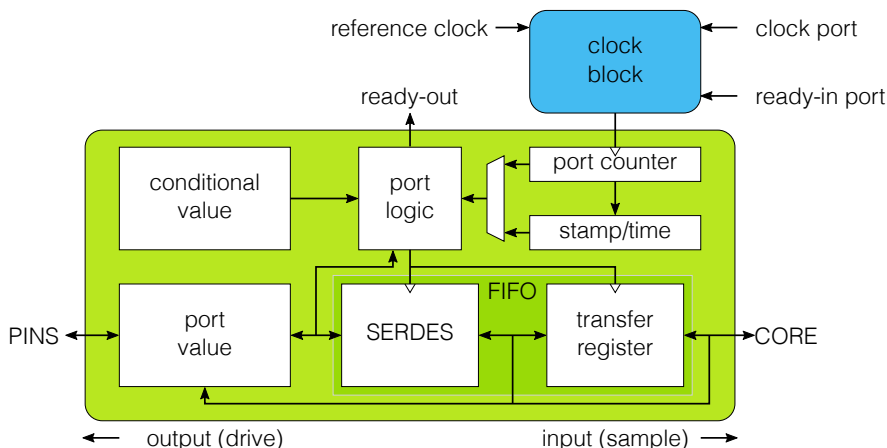 reference clock
clock
block
clock port
ready-out
ready-in port
conditional
value
port
logic
port counter
stamp/time
FIFO
PINS
port
value
SERDES
transfer
register
CORE
output (drive)
input (sample)